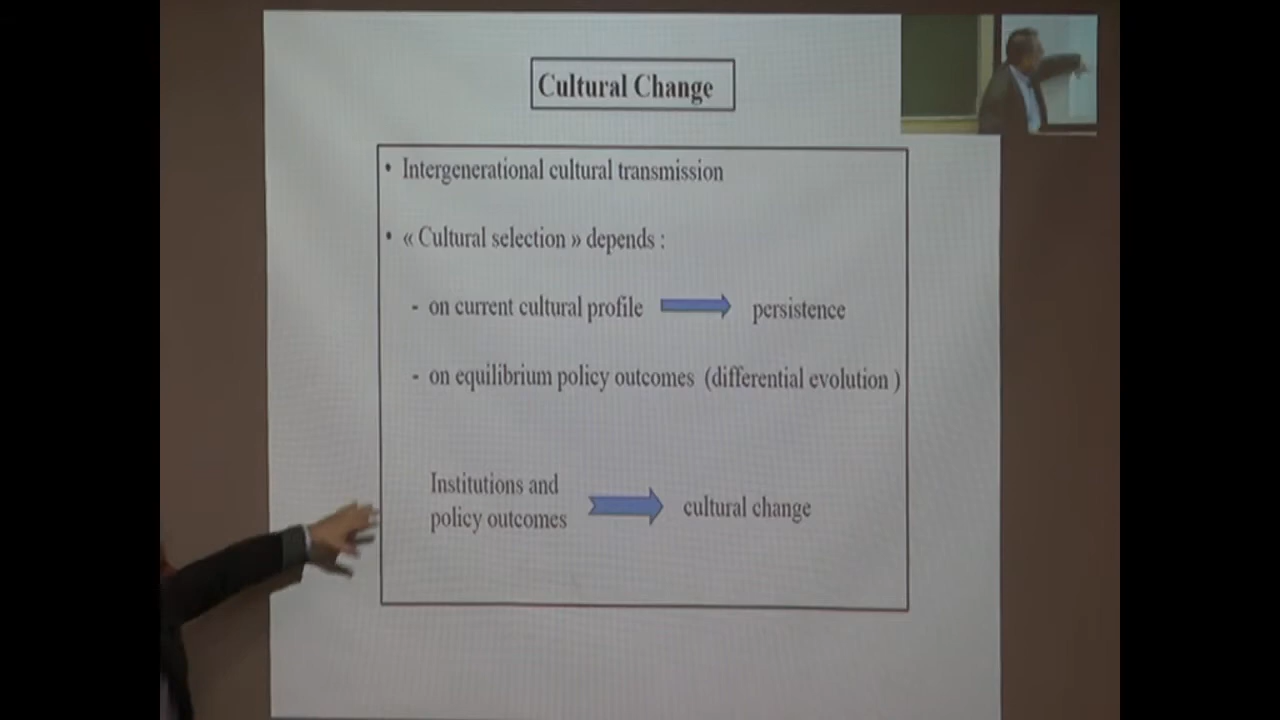 Cultural Change
• Intergenerational cultural transmission
• « Cultural selection » depends :
- on current cultural profile persistence
- on equilibrium policy outcomes (differential evolution )
Institutions and
policy outcomes
cultural change